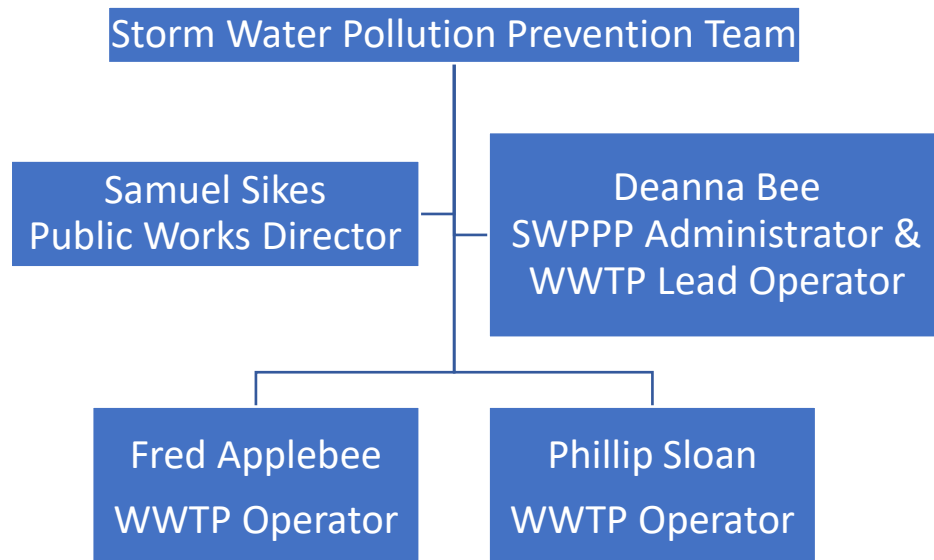 Storm Water Pollution Prevention Team
Samuel Sikes
Public Works Director
Deanna Bee
SWPPP Administrator &
WWTP Lead Operator
Fred Applebee
WWTP Operator
Phillip Sloan
WWTP Operator